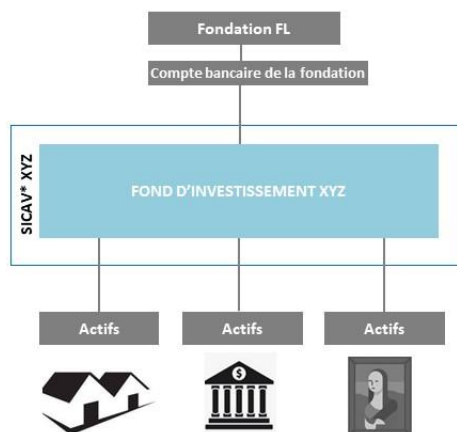 Fondation FL
Compte bancaire de la fondation
SICAV* XYZ
FOND D'INVESTISSEMENT XYZ
Actifs
Actifs
Actifs
$